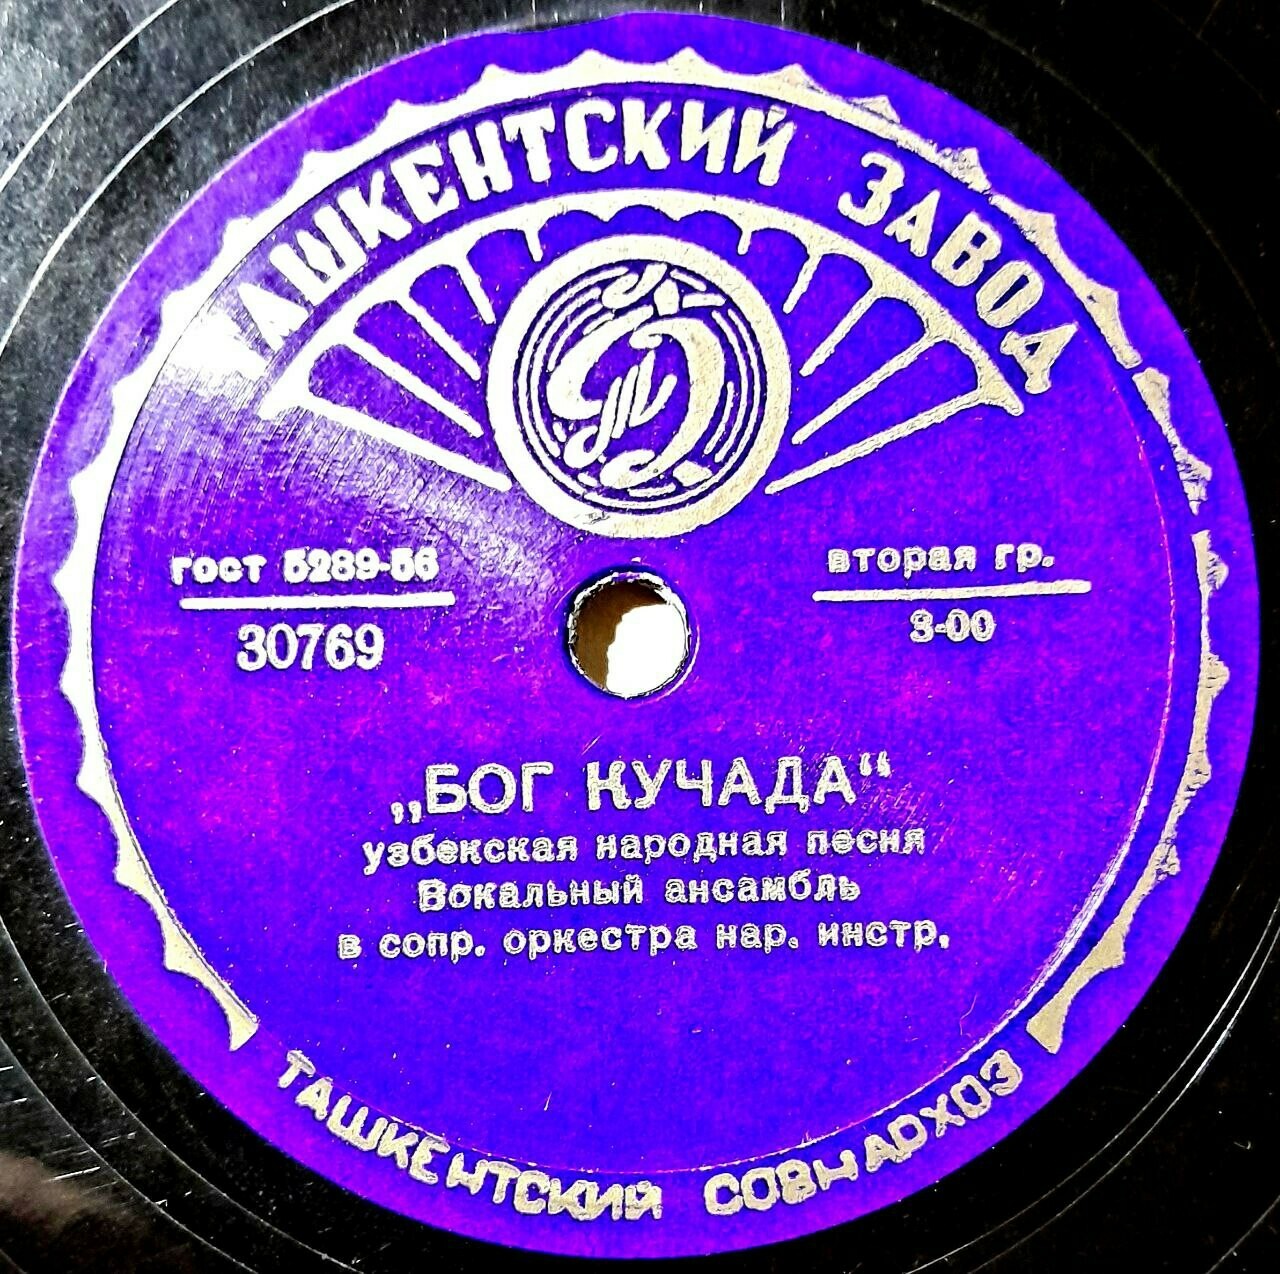 ТАШКЕНТСКИЙ ЗАВОД
гост 5289-56
30769
вторая гр.
3-00
„БОГ КУЧАДА“
узбекская народная песня
Вокальный ансамбль
в сопр. оркестра нар. инстр.
ТАШКЕНТСКИЙ СОВНАРХОЗ